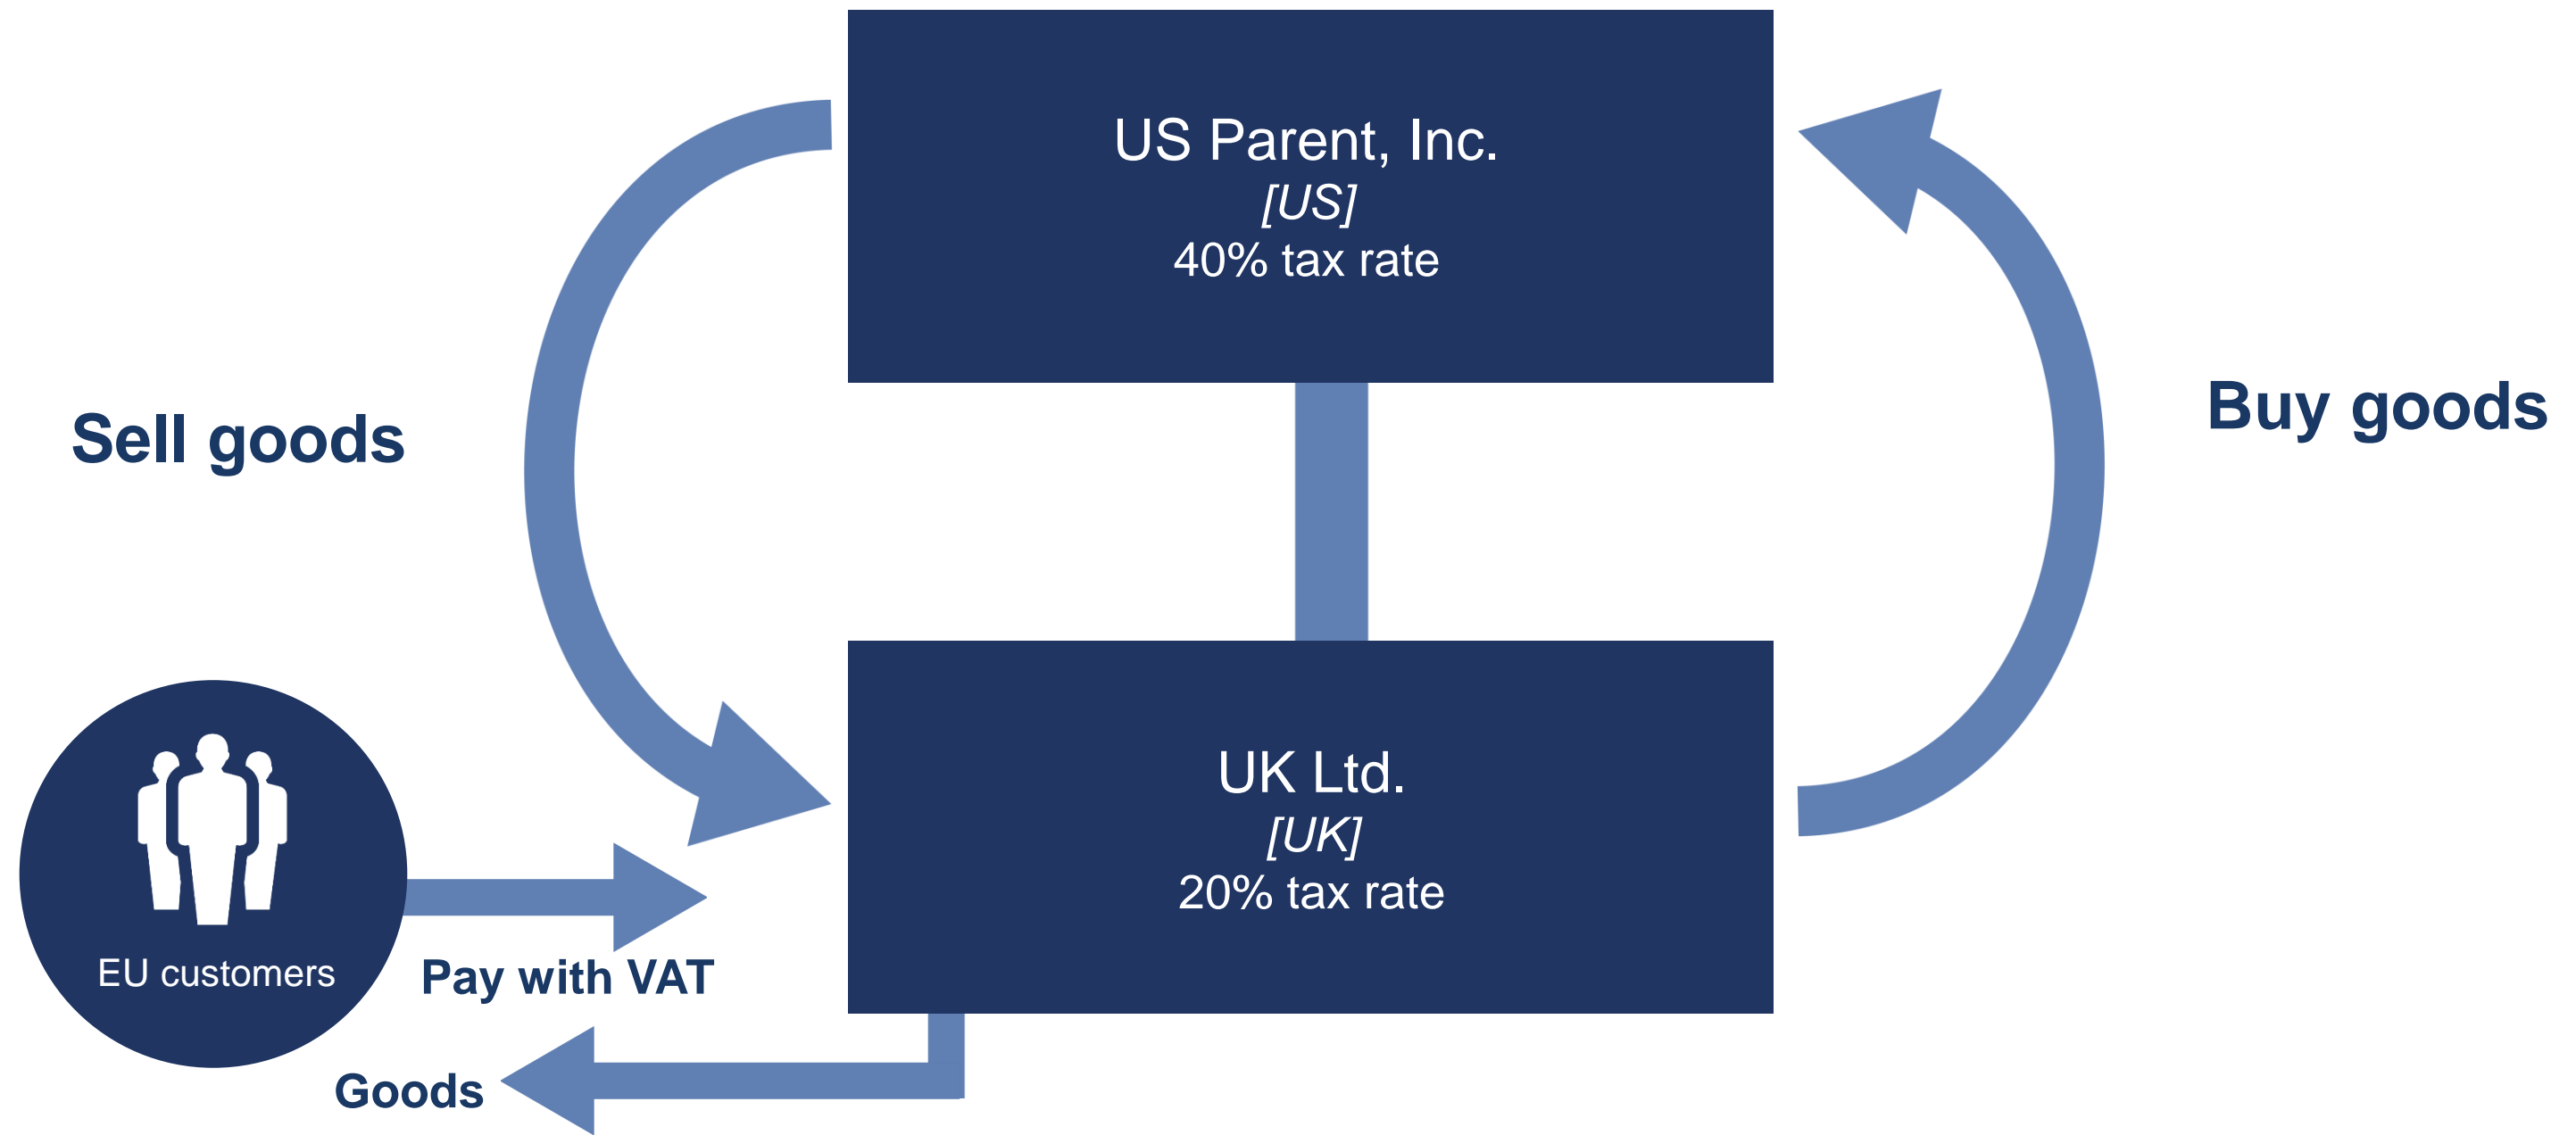 US Parent, Inc.
[US]
40% tax rate
Sell goods
Buy goods
UK Ltd.
[UK]
20% tax rate
EU customers
Pay with VAT
Goods